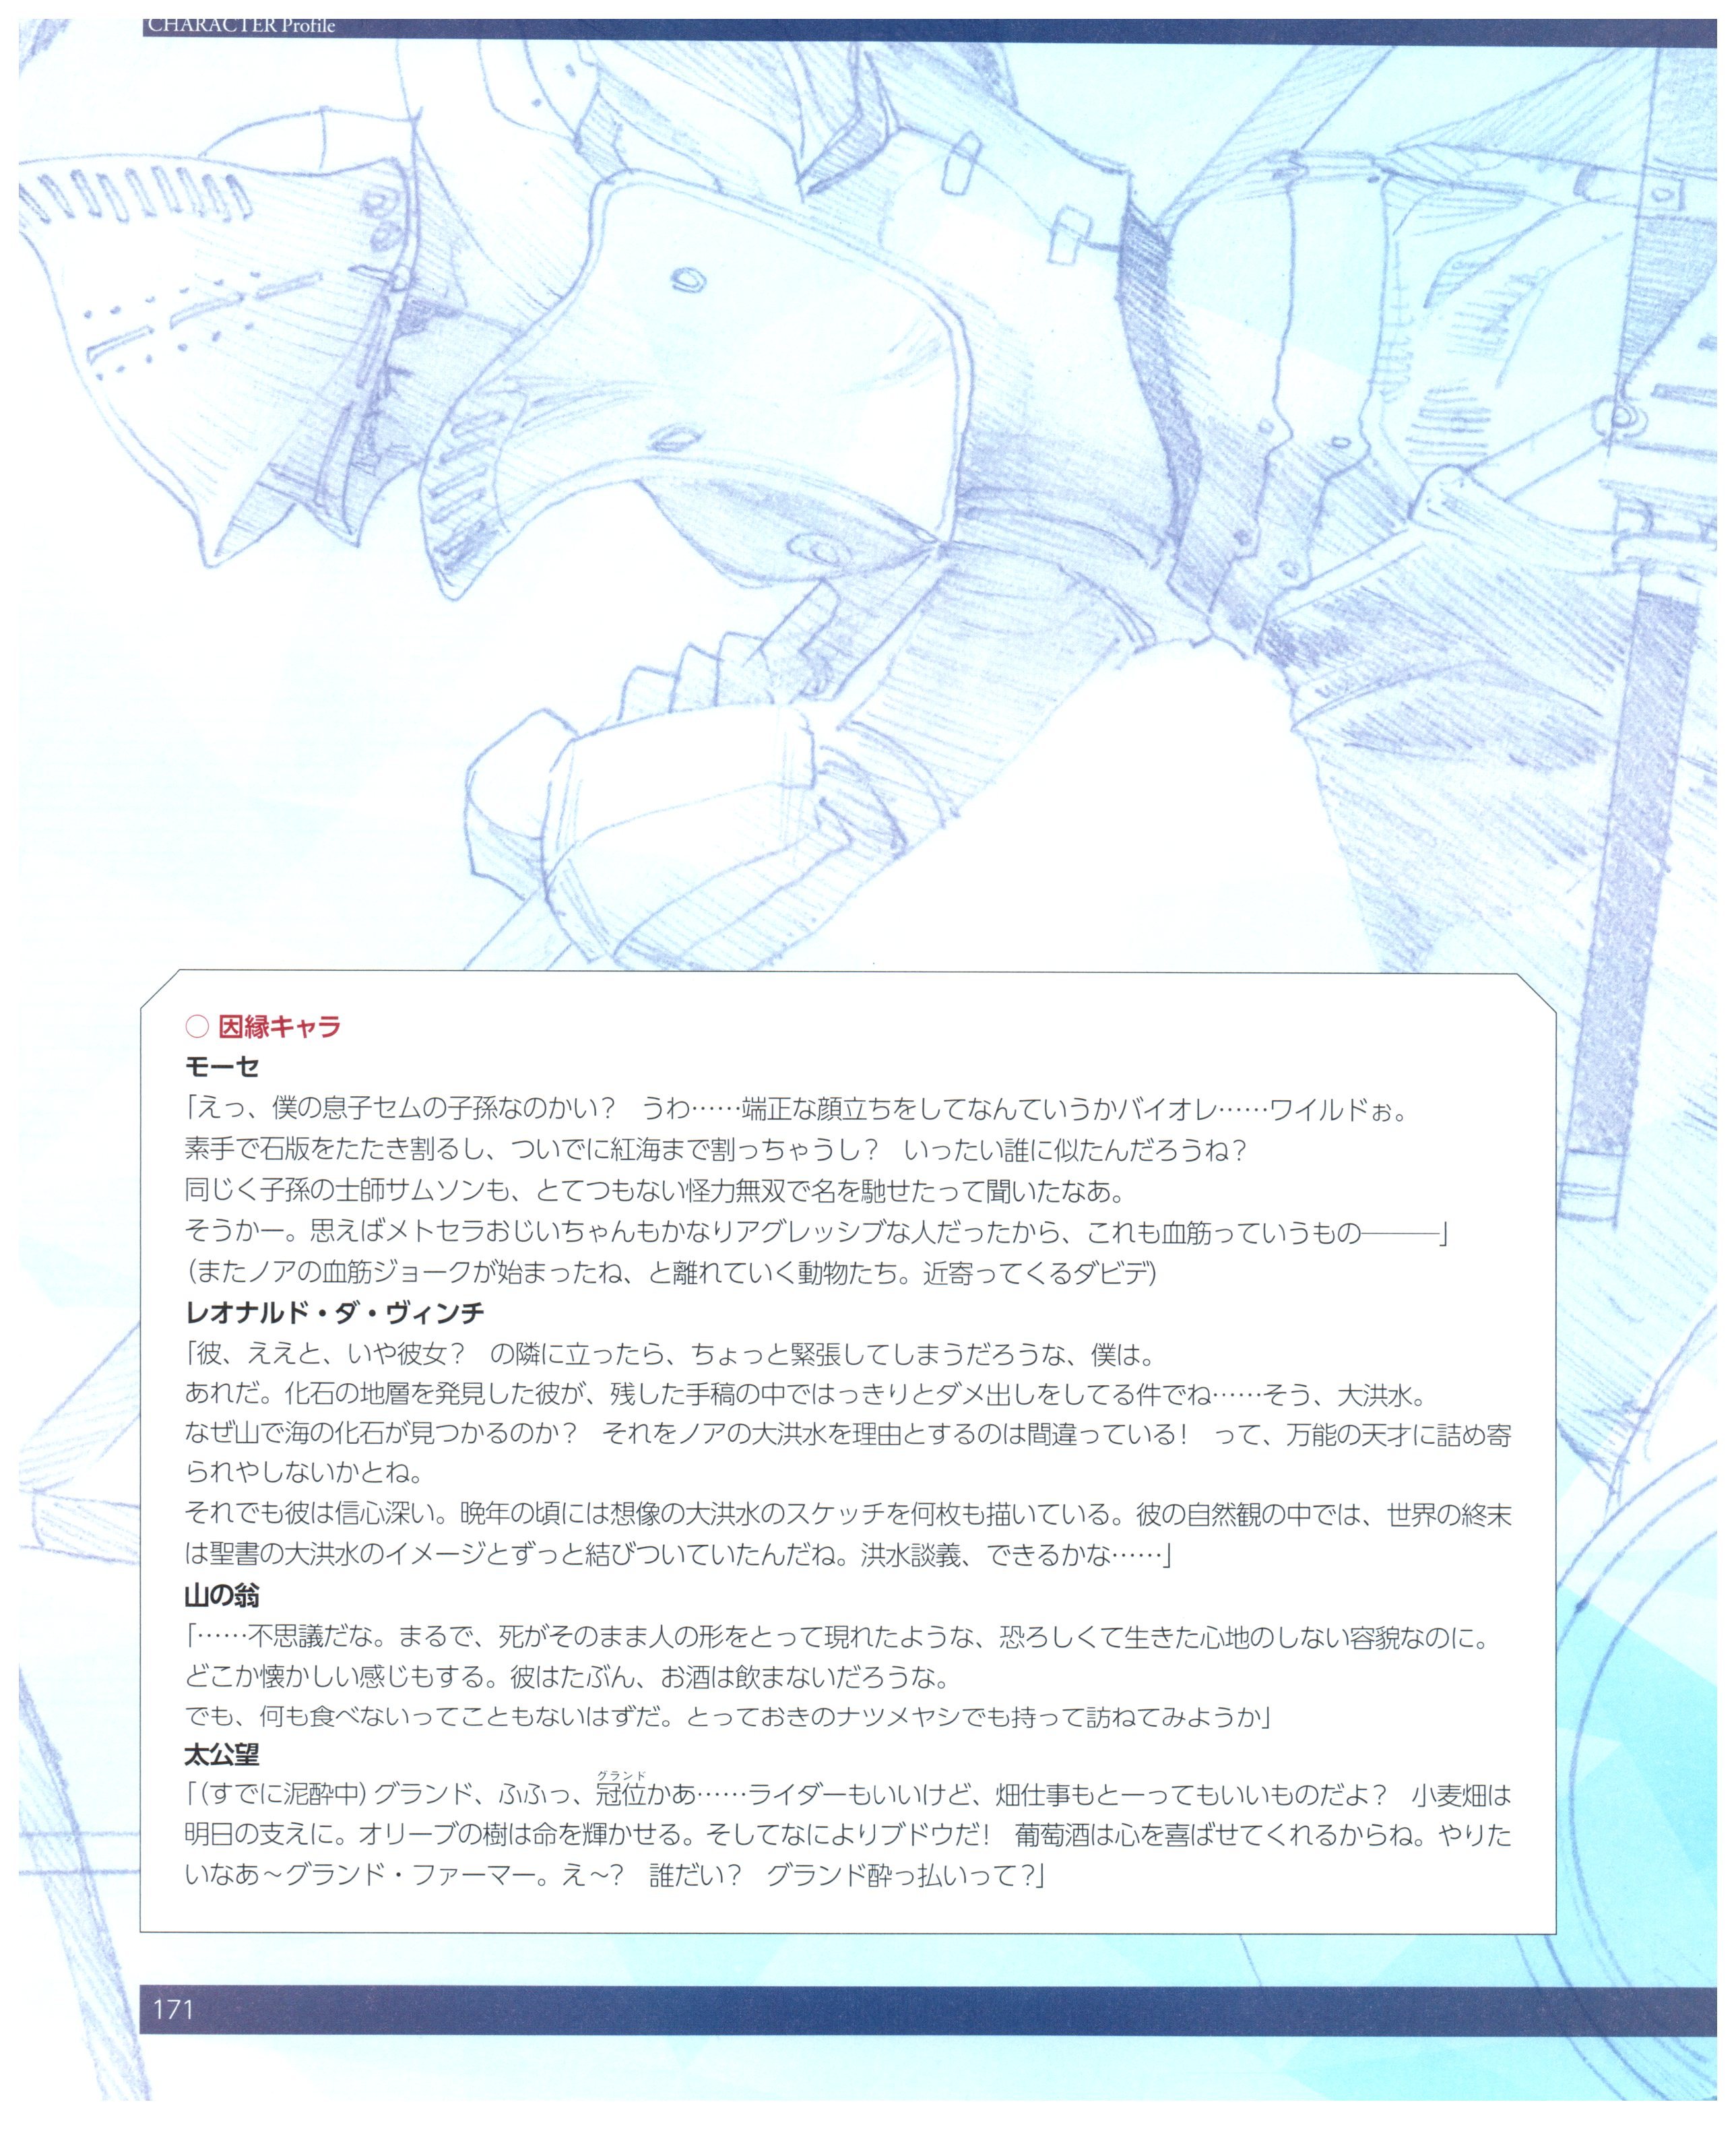 CHARACTER Profile
○ 因縁キャラ
モーセ
「えっ、僕の息子セムの子孫なのかい？　うわ……端正な顔立ちをしてなんていうかバイオレ……ワイルドぉ。
素手で石版をたたき割るし、ついでに紅海まで割っちゃうし？　いったい誰に似たんだろうね？
同じく子孫の士師サムソンも、とてつもない怪力無双で名を馳せたって聞いたなあ。
そうかー。思えばメトセラおじいちゃんもかなりアグレッシブな人だったから、これも血筋っていうもの―――」
（またノアの血筋ジョークが始まったね、と離れていく動物たち。近寄ってくるダビデ）
レオナルド・ダ・ヴィンチ
「彼、ええと、いや彼女？　の隣に立ったら、ちょっと緊張してしまうだろうな、僕は。
あれだ。化石の地層を発見した彼が、残した手稿の中ではっきりとダメ出しをしてる件でね……そう、大洪水。
なぜ山で海の化石が見つかるのか？　それをノアの大洪水を理由とするのは間違っている！　って、万能の天才に詰め寄
られやしないかとね。
それでも彼は信心深い。晩年の頃には想像の大洪水のスケッチを何枚も描いている。彼の自然観の中では、世界の終末
は聖書の大洪水のイメージとずっと結びついていたんだね。洪水談義、できるかな……」
山の翁
「……不思議だな。まるで、死がそのまま人の形をとって現れたような、恐ろしくて生きた心地のしない容貌なのに。
どこか懐かしい感じもする。彼はたぶん、お酒は飲まないだろうな。
でも、何も食べないってこともないはずだ。とっておきのナツメヤシでも持って訪ねてみようか」
太公望
グランド
「（すでに泥酔中）グランド、ふふっ、冠位かあ……ライダーもいいけど、畑仕事もとーってもいいものだよ？　小麦畑は
明日の支えに。オリーブの樹は命を輝かせる。そしてなによりブドウだ！　葡萄酒は心を喜ばせてくれるからね。やりた
いなあ～グランド・ファーマー。え～？　誰だい？　グランド酔っ払いって？」
171